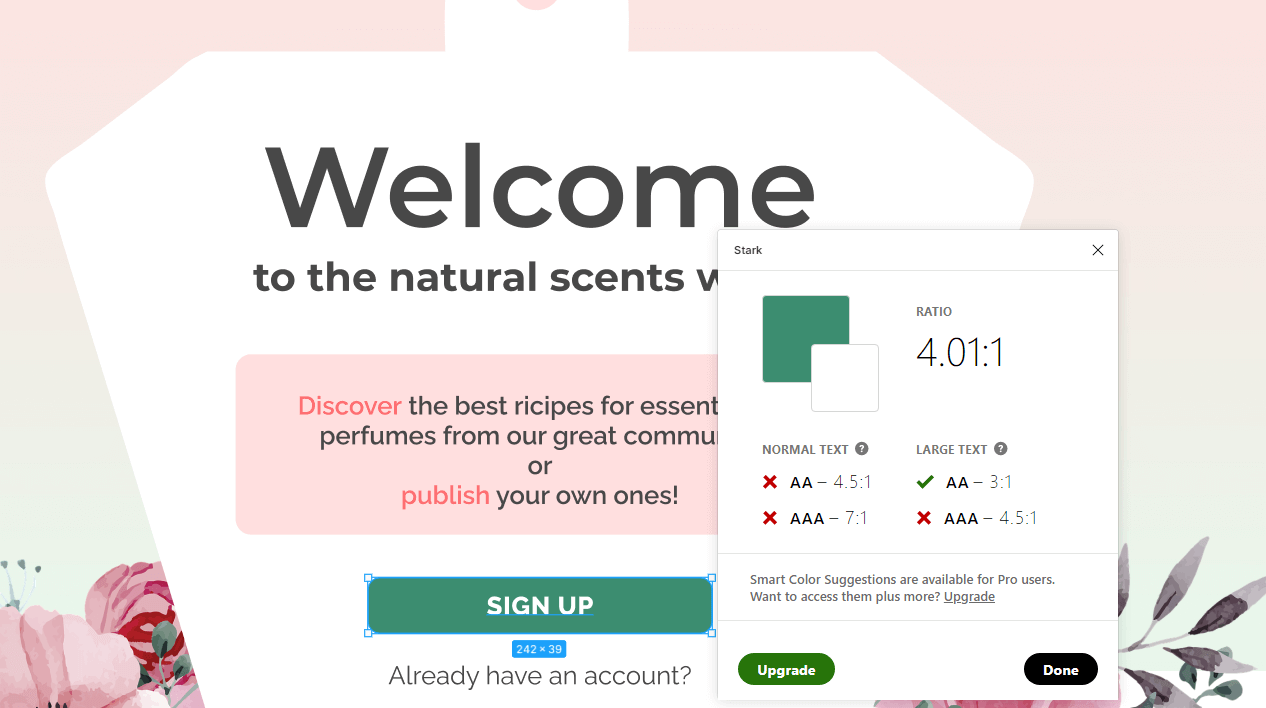 Welcome
to the natural scents w
Stark
RATIO
4.01:1
Discover the best ricipes for essent
perfumes from our great commu
or
publish your own ones!
NORMAL TEXT ?
LARGE TEXT ?
AA – 4.5:1
AA – 3:1
AAA – 7:1
AAA – 4.5:1
Smart Color Suggestions are available for Pro users.
Want to access them plus more? Upgrade
SIGN UP
242 × 39
Already have an account?
Upgrade
Done